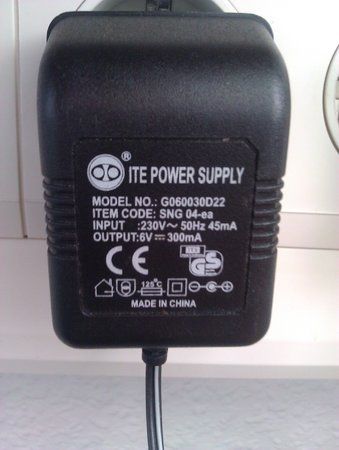 ® ITE POWER SUPPLY
MODEL NO.: G060030D22
ITEM CODE: SNG 04-ea
INPUT :230V~ 50Hz 45mA
OUTPUT:6V⎓300mA
CE GS
125°C
MADE IN CHINA